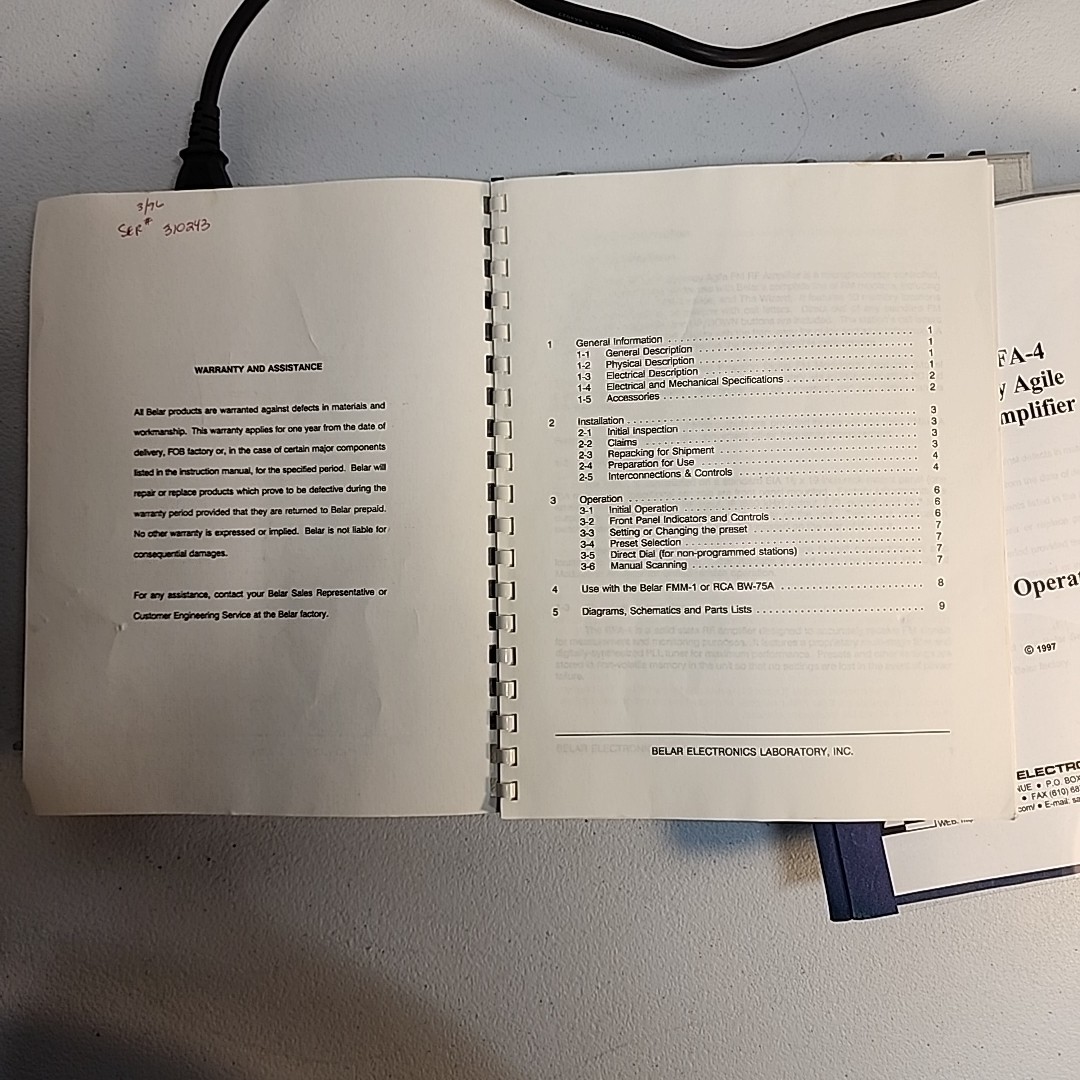 3/96
SER# 310243
WARRANTY AND ASSISTANCE
All Belar products are warranted against defects in materials and
workmanship. This warranty applies for one year from the date of
delivery, FOB factory or, in the case of certain major components
listed in the instruction manual, for the specified period. Belar will
repair or replace products which prove to be defective during the
warranty period provided that they are returned to Belar prepaid.
No other warranty is expressed or implied. Belar is not liable for
consequential damages.
For any assistance, contact your Belar Sales Representative or
Customer Engineering Service at the Belar factory.
1 General Information 1
1-1 General Description 1
1-2 Physical Description 1
1-3 Electrical Description 1
1-4 Electrical and Mechanical Specifications 2
1-5 Accessories 2
2 Installation 3
2-1 Initial Inspection 3
2-2 Claims 3
2-3 Repacking for Shipment 3
2-4 Preparation for Use 4
2-5 Interconnections & Controls 4
3 Operation 6
3-1 Initial Operation 6
3-2 Front Panel Indicators and Controls 6
3-3 Setting or Changing the preset 7
3-4 Preset Selection 7
3-5 Direct Dial (for non-programmed stations) 7
3-6 Manual Scanning 7
4 Use with the Belar FMM-1 or RCA BW-75A 8
5 Diagrams, Schematics and Parts Lists 9
BELAR ELECTRONICS LABORATORY, INC.
FA-4
y Agile
mplifier
Operat
© 1997
ELECTRO
UE • P.O. BOX
• FAX (610) 68
com/ • E-mail: sa
WEB: